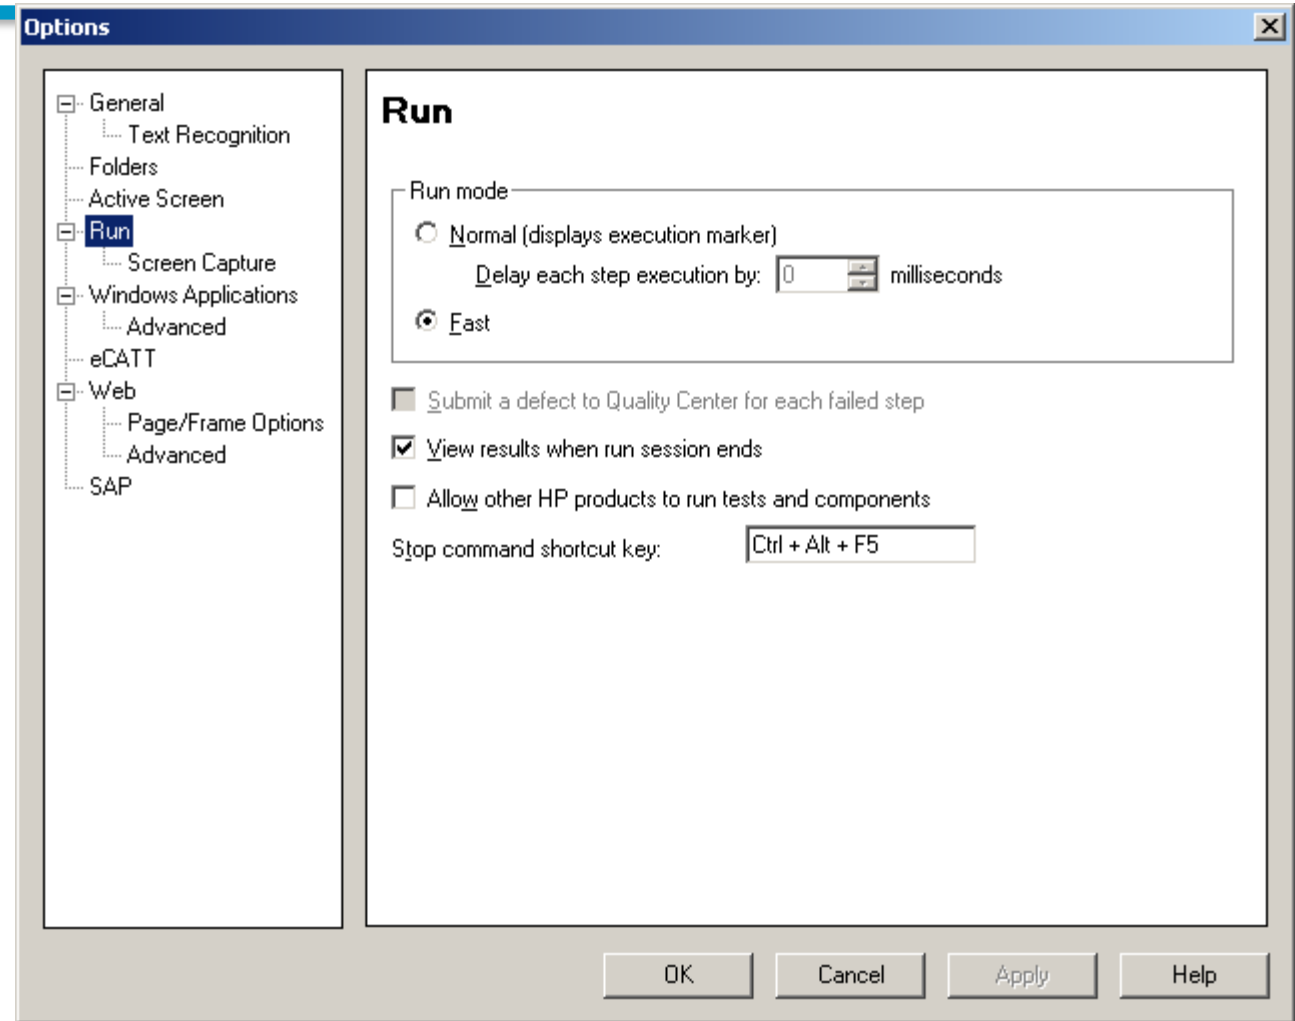 Options
General
Text Recognition
Folders
Active Screen
Run
Screen Capture
Windows Applications
Advanced
eCATT
Web
Page/Frame Options
Advanced
SAP
Run
Run mode
Normal (displays execution marker)
Delay each step execution by: 0 milliseconds
Fast
Submit a defect to Quality Center for each failed step
View results when run session ends
Allow other HP products to run tests and components
Stop command shortcut key: Ctrl + Alt + F5
OK Cancel Apply Help